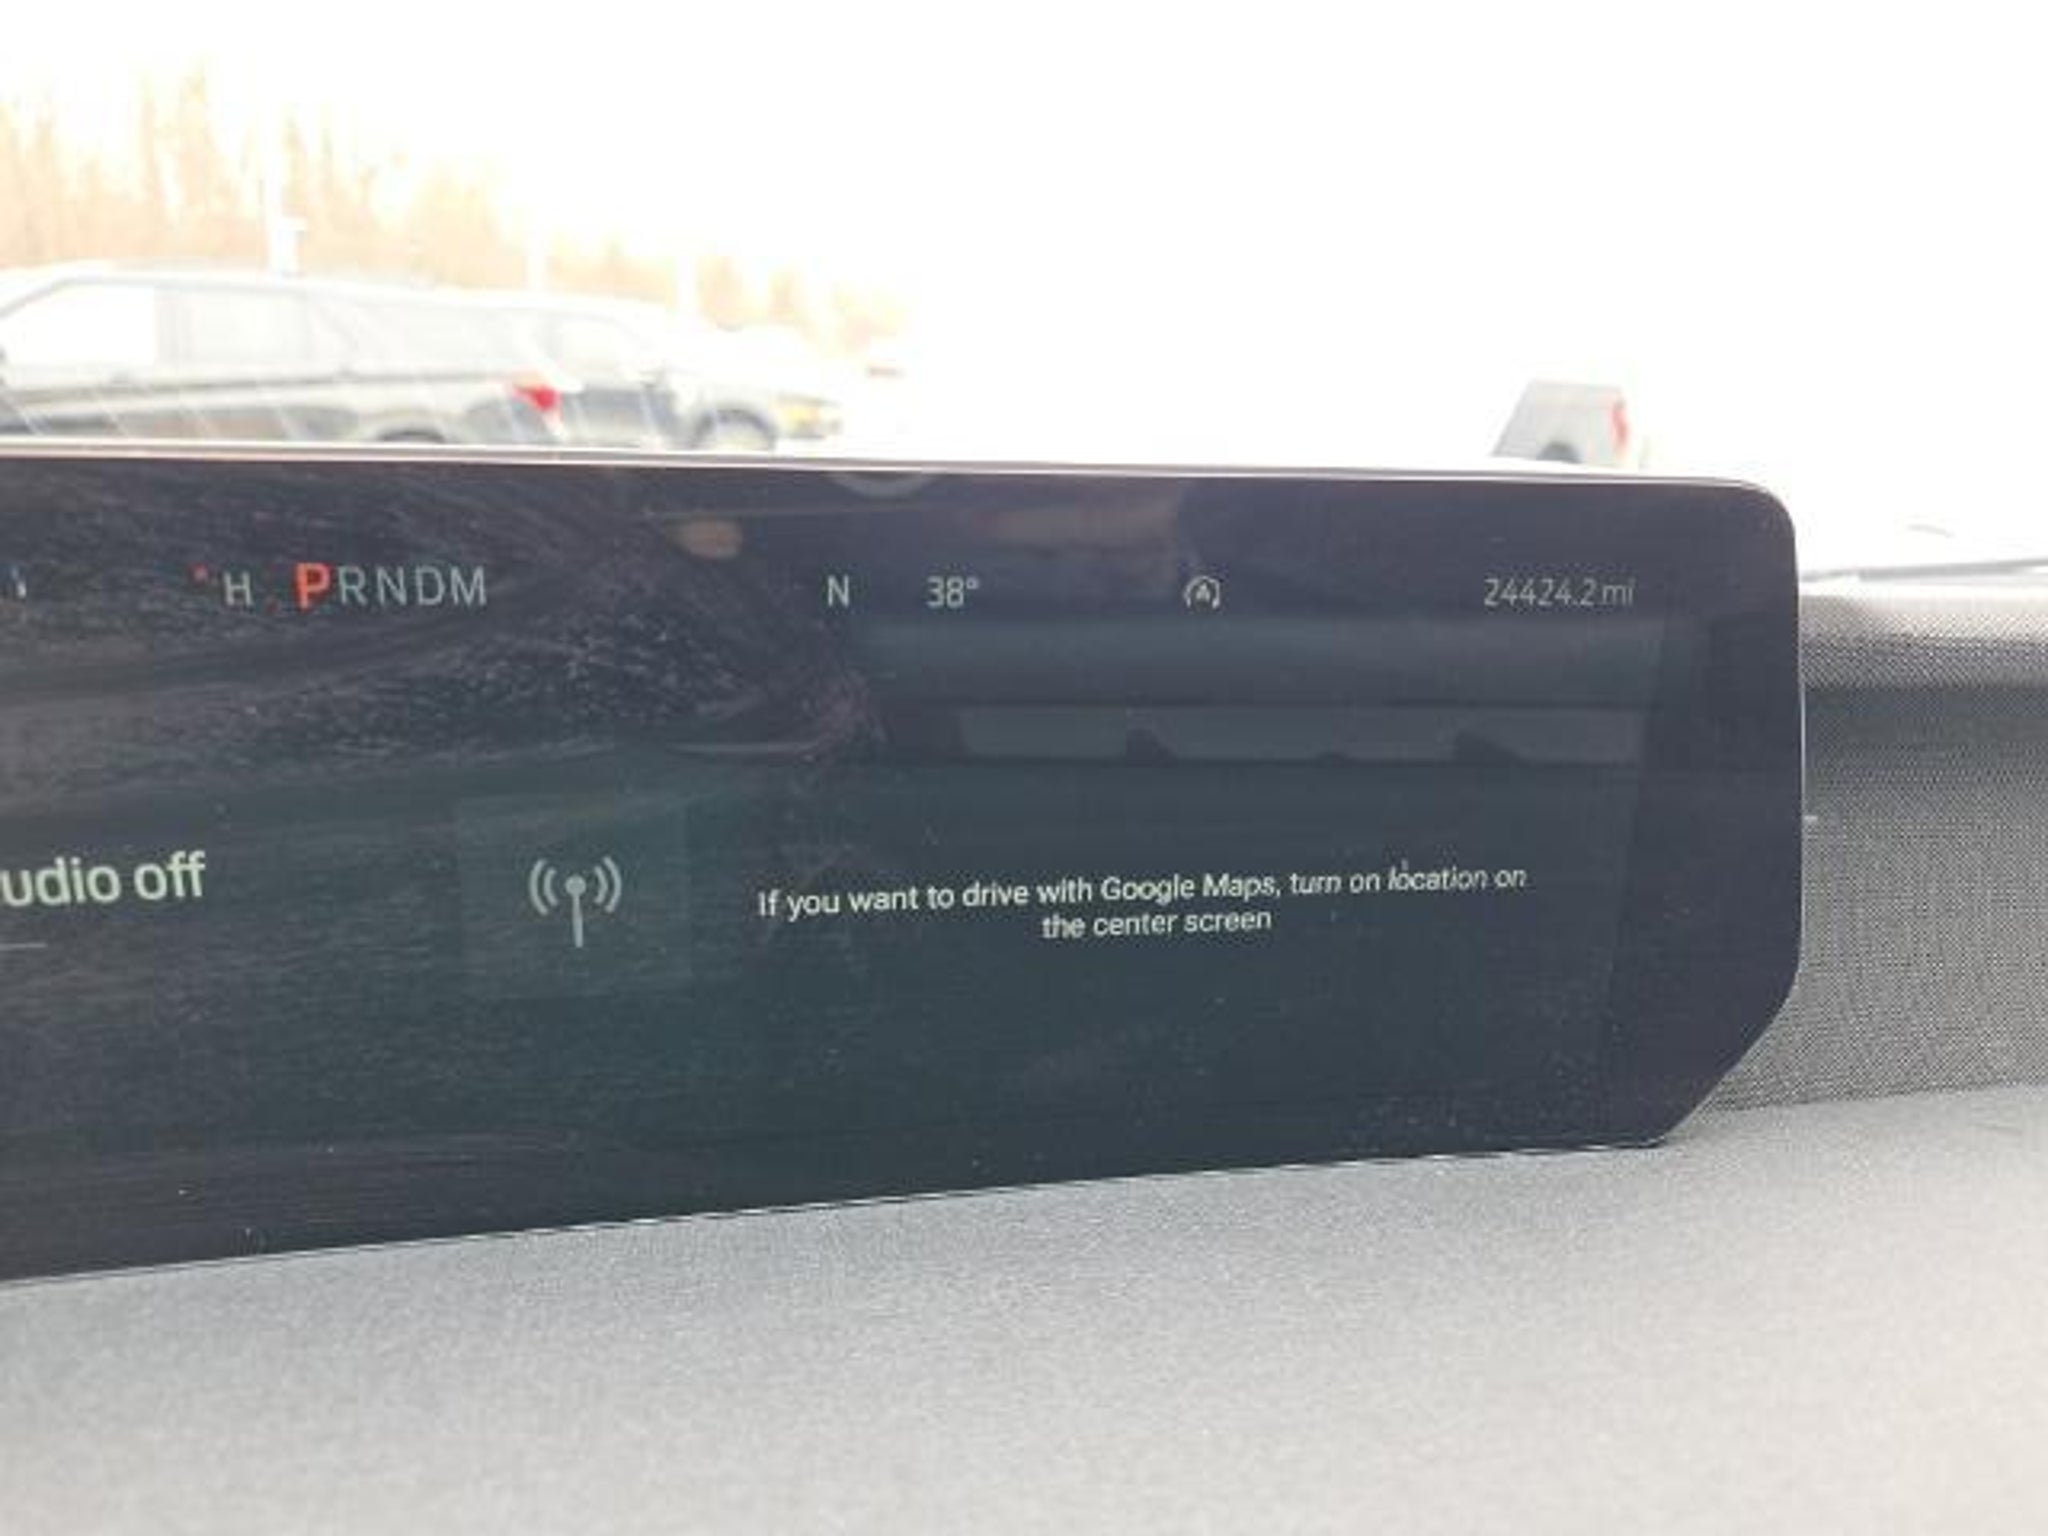 H PRNDM N 38° A 24424.2 mi
udio off
If you want to drive with Google Maps, turn on location on
the center screen